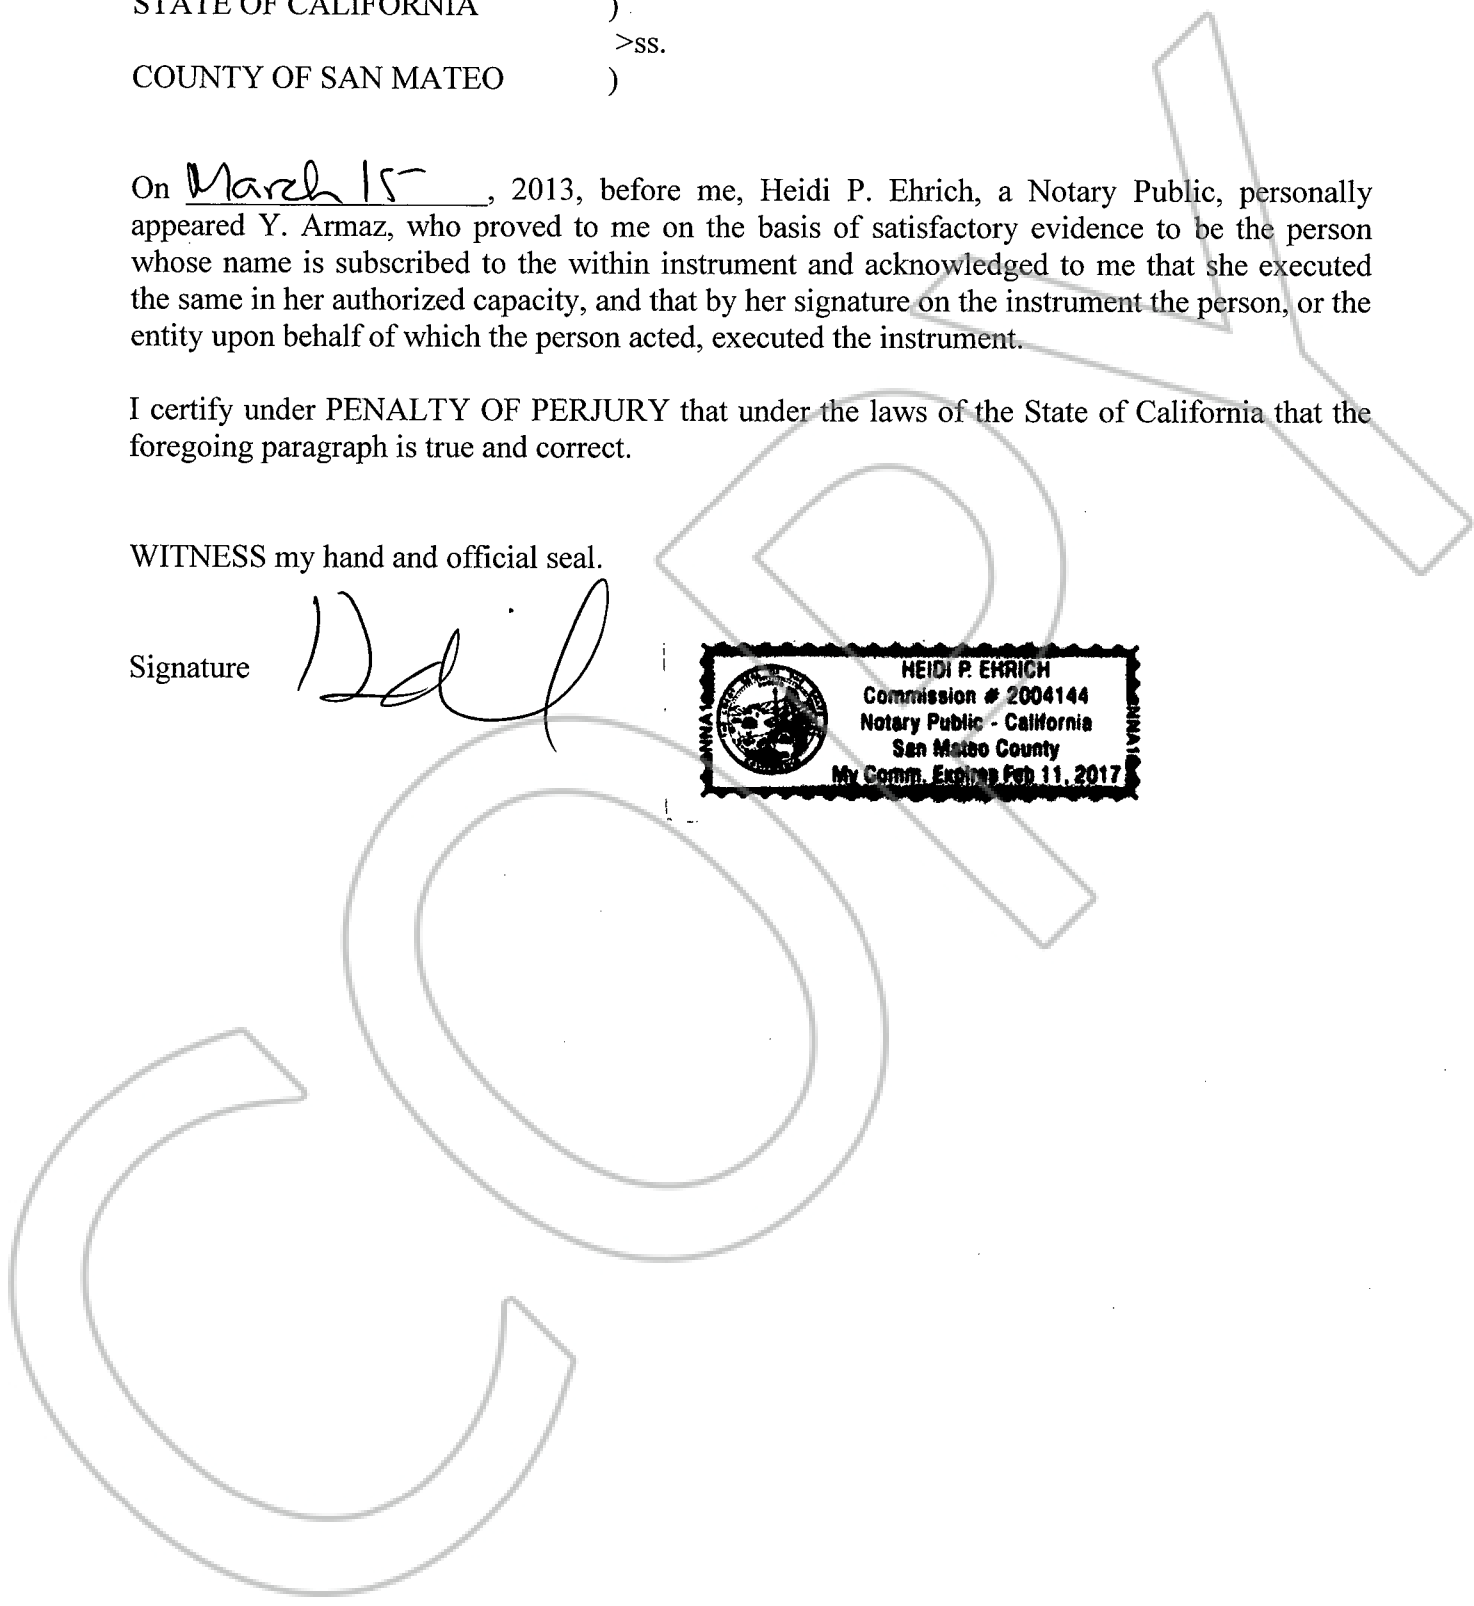 STATE OF CALIFORNIA )
>ss.
COUNTY OF SAN MATEO )
On March 15, 2013, before me, Heidi P. Ehrich, a Notary Public, personally
appeared Y. Armaz, who proved to me on the basis of satisfactory evidence to be the person
whose name is subscribed to the within instrument and acknowledged to me that she executed
the same in her authorized capacity, and that by her signature on the instrument the person, or the
entity upon behalf of which the person acted, executed the instrument.
I certify under PENALTY OF PERJURY that under the laws of the State of California that the
foregoing paragraph is true and correct.
WITNESS my hand and official seal.
Signature
HEIDI P. EHRICH
Commission # 2004144
Notary Public - California
San Mateo County
My Comm. Expires Feb 11, 2017
COPY